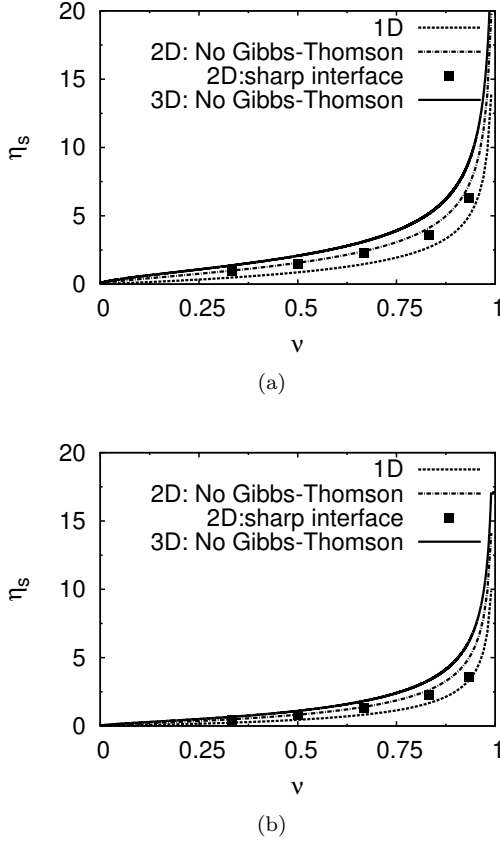 20
15
10
5
0
ηs
1D
2D: No Gibbs-Thomson
2D:sharp interface
3D: No Gibbs-Thomson
0 0.25 0.5 0.75 1
ν
(a)
20
15
10
5
0
ηs
1D
2D: No Gibbs-Thomson
2D:sharp interface
3D: No Gibbs-Thomson
0 0.25 0.5 0.75 1
ν
(b)